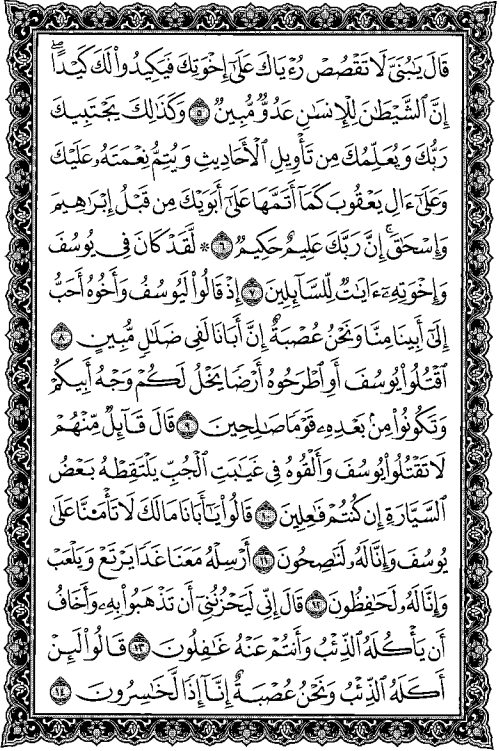 قَالَ يَـٰبُنَىَّ لَا تَقۡصُصۡ رُءۡيَاكَ عَلَىٰٓ إِخۡوَتِكَ فَيَكِيدُواْ لَكَ كَيۡدًاۖ
إِنَّ ٱلشَّيۡطَـٰنَ لِلۡإِنسَـٰنِ عَدُوٌّ مُّبِينٌ ٥ وَكَذَٰلِكَ يَجۡتَبِيكَ
رَبُّكَ وَيُعَلِّمُكَ مِن تَأۡوِيلِ ٱلۡأَحَادِيثِ وَيُتِمُّ نِعۡمَتَهُۥ عَلَيۡكَ
وَعَلَىٰٓ ءَالِ يَعۡقُوبَ كَمَآ أَتَمَّهَا عَلَىٰٓ أَبَوَيۡكَ مِن قَبۡلُ إِبۡرَٰهِيمَ
وَإِسۡحَـٰقَۚ إِنَّ رَبَّكَ عَلِيمٌ حَكِيمٌ ٦ * لَّقَدۡ كَانَ فِى يُوسُفَ
وَإِخۡوَتِهِۦٓ ءَايَـٰتٌ لِّلسَّآئِلِينَ ٧ إِذۡ قَالُواْ لَيُوسُفُ وَأَخُوهُ أَحَبُّ
إِلَىٰٓ أَبِينَا مِنَّا وَنَحۡنُ عُصۡبَةٌ إِنَّ أَبَانَا لَفِى ضَلَـٰلٍ مُّبِينٍ ٨
ٱقۡتُلُواْ يُوسُفَ أَوِ ٱطۡرَحُوهُ أَرۡضًا يَخۡلُ لَكُمۡ وَجۡهُ أَبِيكُمۡ
وَتَكُونُواْ مِنۢ بَعۡدِهِۦ قَوۡمًا صَـٰلِحِينَ ٩ قَالَ قَآئِلٌ مِّنۡهُمۡ
لَا تَقۡتُلُواْ يُوسُفَ وَأَلۡقُوهُ فِى غَيَـٰبَتِ ٱلۡجُبِّ يَلۡتَقِطۡهُ بَعۡضُ
ٱلسَّيَّارَةِ إِن كُنتُمۡ فَـٰعِلِينَ ١٠ قَالُواْ يَـٰٓأَبَانَا مَا لَكَ لَا تَأۡمَ۫نَّا عَلَىٰ
يُوسُفَ وَإِنَّا لَهُۥ لَنَـٰصِحُونَ ١١ أَرۡسِلۡهُ مَعَنَا غَدًا يَرۡتَعۡ وَيَلۡعَبۡ
وَإِنَّا لَهُۥ لَحَـٰفِظُونَ ١٢ قَالَ إِنِّى لَيَحۡزُنُنِىٓ أَن تَذۡهَبُواْ بِهِۦ وَأَخَافُ
أَن يَأۡكُلَهُ ٱلذِّئۡبُ وَأَنتُمۡ عَنۡهُ غَـٰفِلُونَ ١٣ قَالُواْ لَئِنۡ
أَكَلَهُ ٱلذِّئۡبُ وَنَحۡنُ عُصۡبَةٌ إِنَّآ إِذًا لَّخَـٰسِرُونَ ١٤